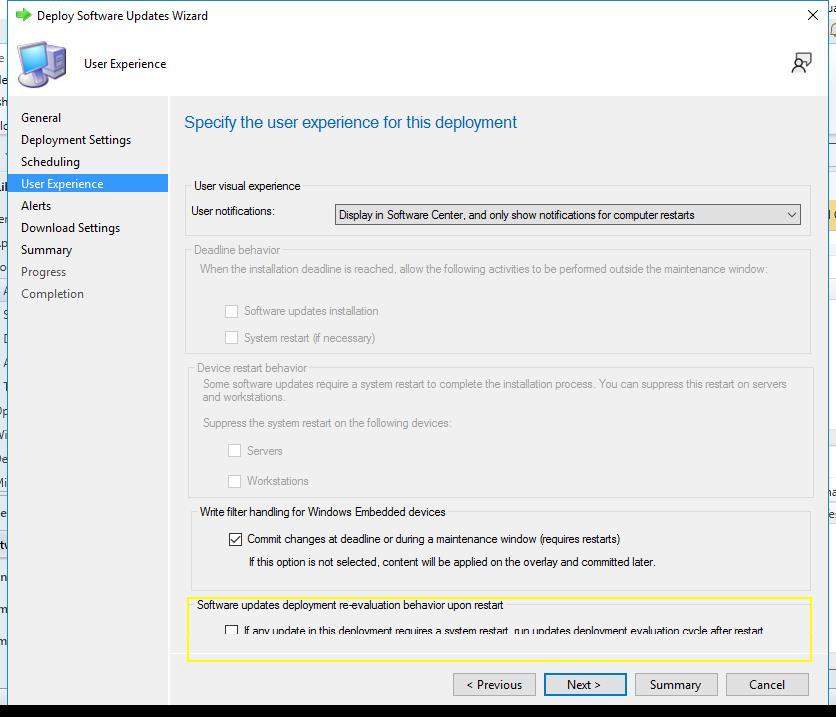 Deploy Software Updates Wizard
User Experience
General
Deployment Settings
Scheduling
User Experience
Alerts
Download Settings
Summary
Progress
Completion
Specify the user experience for this deployment
User visual experience
User notifications:
Display in Software Center, and only show notifications for computer restarts
Deadline behavior
When the installation deadline is reached, allow the following activities to be performed outside the maintenance window:
Software updates installation
System restart (if necessary)
Device restart behavior
Some software updates require a system restart to complete the installation process. You can suppress this restart on servers
and workstations.
Suppress the system restart on the following devices:
Servers
Workstations
Write filter handling for Windows Embedded devices
Commit changes at deadline or during a maintenance window (requires restarts)
If this option is not selected, content will be applied on the overlay and committed later.
Software updates deployment re-evaluation behavior upon restart
If any update in this deployment requires a system restart, run updates deployment evaluation cycle after restart
< Previous
Next >
Summary
Cancel